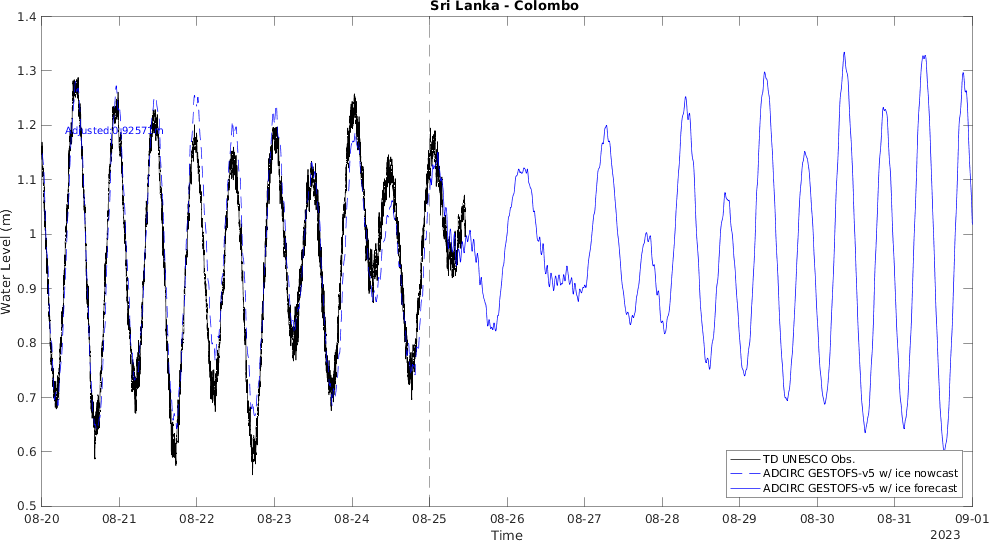 Sri Lanka - Colombo
1.4
1.3
1.2
1.1
1
0.9
0.8
0.7
0.6
0.5
Water Level (m)
08-20 08-21 08-22 08-23 08-24 08-25 08-26 08-27 08-28 08-29 08-30 08-31 09-01
Time
2023
TD UNESCO Obs.
ADCIRC GESTOFS-v5 w/ ice nowcast
ADCIRC GESTOFS-v5 w/ ice forecast